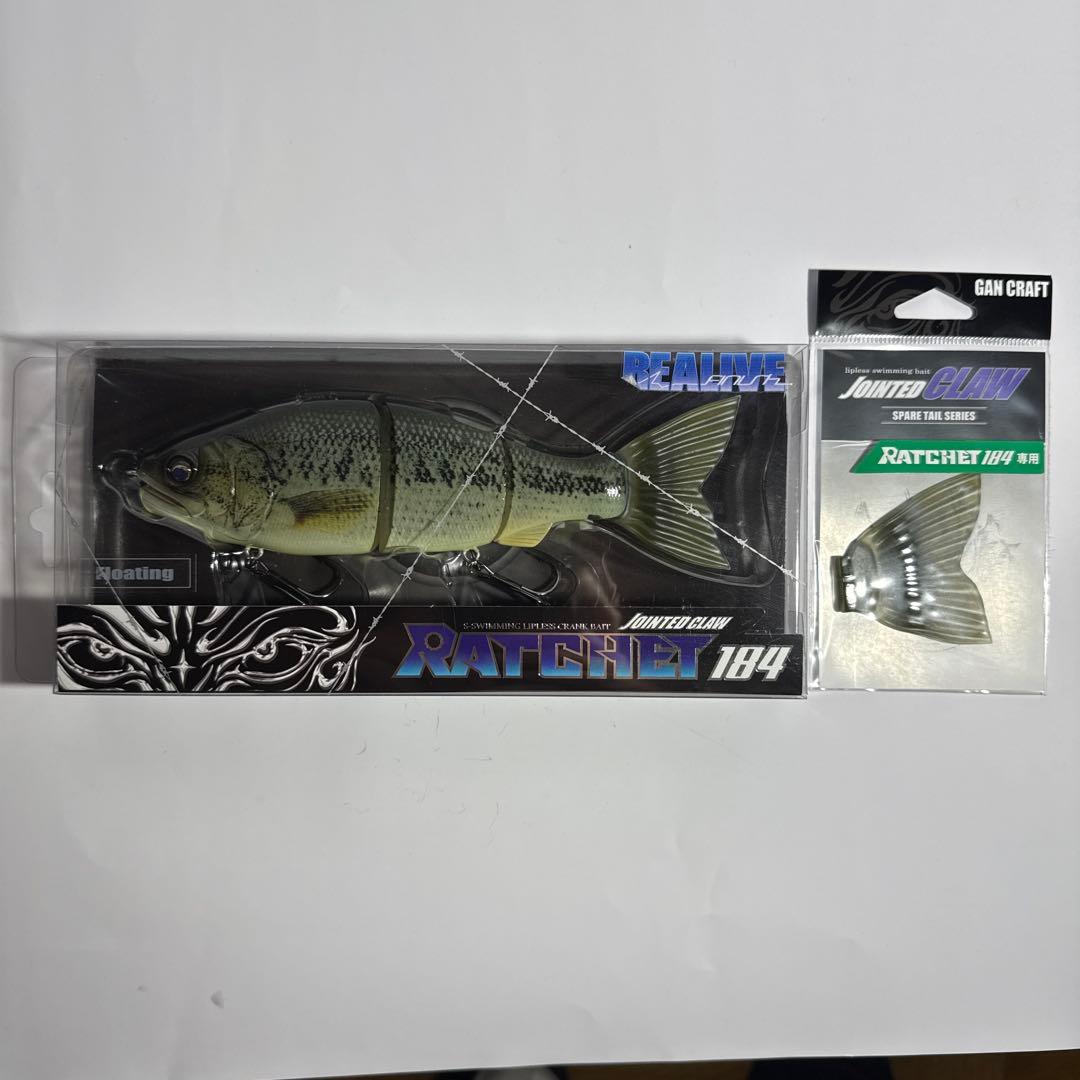 REALIVE
Floating
S-SWIMMING LIPLESS CRANK BAIT JOINTED CLAW
RATCHET 184
GAN CRAFT
lipless swimming bait
JOINTED CLAW
SPARE TAIL SERIES
RATCHET 184 専用